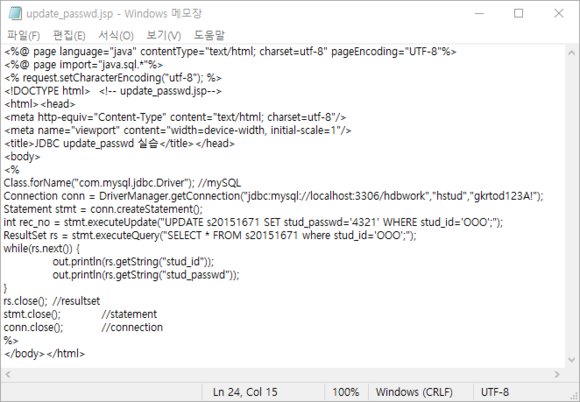 update_passwd.jsp - Windows 메모장
파일(F) 편집(E) 서식(O) 보기(V) 도움말
<%@ page language="java" contentType="text/html; charset=utf-8" pageEncoding="UTF-8"%>
<%@ page import="java.sql.*"%>
<% request.setCharacterEncoding("utf-8"); %>
<!DOCTYPE html>   <!-- update_passwd.jsp-->
<html><head>
<meta http-equiv="Content-Type" content="text/html; charset=utf-8"/>
<meta name="viewport" content="width=device-width, initial-scale=1"/>
<title>JDBC update_passwd 실습</title></head>
<body>
<%
Class.forName("com.mysql.jdbc.Driver"); //mySQL
Connection conn = DriverManager.getConnection("jdbc:mysql://localhost:3306/hdbwork","hstud","gkrtod123A!");
Statement stmt = conn.createStatement();
int rec_no = stmt.executeUpdate("UPDATE s20151671 SET stud_passwd='4321' WHERE stud_id='OOO';");
ResultSet rs = stmt.executeQuery("SELECT * FROM s20151671 where stud_id='OOO';");
while(rs.next()) {
out.println(rs.getString("stud_id"));
out.println(rs.getString("stud_passwd"));
}
rs.close();  //resultset
stmt.close();          //statement
conn.close();          //connection
%>
</body></html>
Ln 24, Col 15 100% Windows (CRLF) UTF-8